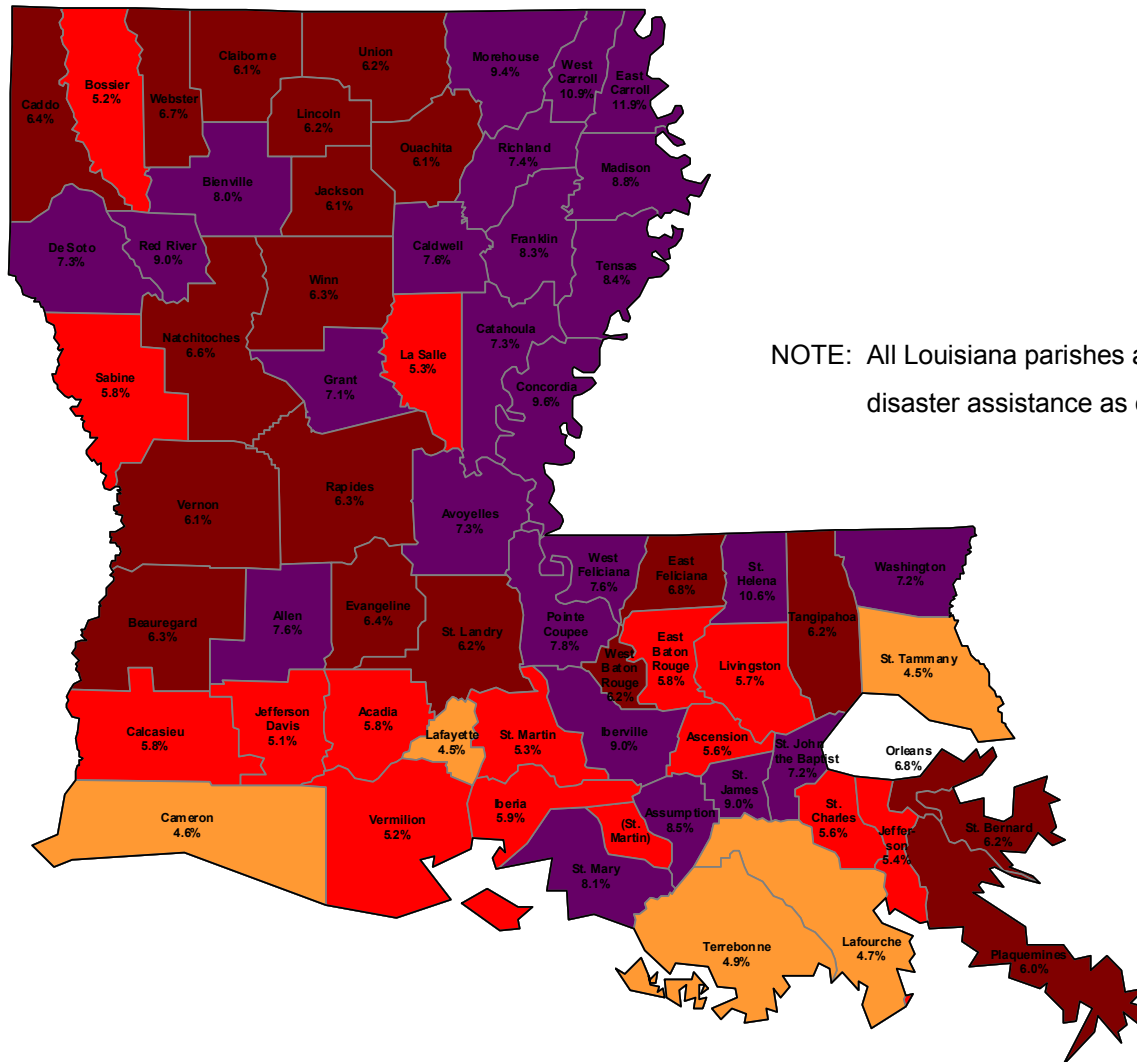 Caddo
6.4%
Bossier
5.2%
Webster
6.7%
Claiborne
6.1%
Union
6.2%
Lincoln
6.2%
Morehouse
9.4%
West
Carroll
10.9%
East
Carroll
11.9%
Ouachita
6.1%
Richland
7.4%
Madison
8.8%
Bienville
8.0%
Jackson
6.1%
De Soto
7.3%
Red River
9.0%
Caldwell
7.6%
Franklin
8.3%
Tensas
8.4%
Winn
6.3%
Natchitoches
6.6%
La Salle
5.3%
Catahoula
7.3%
Sabine
5.8%
Grant
7.1%
Concordia
9.6%
NOTE: All Louisiana parishes a
disaster assistance as
Vernon
6.1%
Rapides
6.3%
Avoyelles
7.3%
West
Feliciana
7.6%
East
Feliciana
6.8%
St.
Helena
10.6%
Tangipahoa
6.2%
Washington
7.2%
Beauregard
6.3%
Allen
7.6%
Evangeline
6.4%
St. Landry
6.2%
Pointe
Coupee
7.8%
West
Baton
Rouge
6.2%
East
Baton
Rouge
5.8%
Livingston
5.7%
St. Tammany
4.5%
Calcasieu
5.8%
Jefferson
Davis
5.1%
Acadia
5.8%
Lafayette
4.5%
St. Martin
5.3%
Iberville
9.0%
Ascension
5.6%
St. John
the Baptist
7.2%
Orleans
6.8%
Cameron
4.6%
Vermilion
5.2%
Iberia
5.9%
(St.
Martin)
Assumption
8.5%
St.
James
9.0%
St.
Charles
5.6%
Jeffer-
son
5.4%
St. Bernard
6.2%
St. Mary
8.1%
Terrebonne
4.9%
Lafourche
4.7%
Plaquemines
6.0%